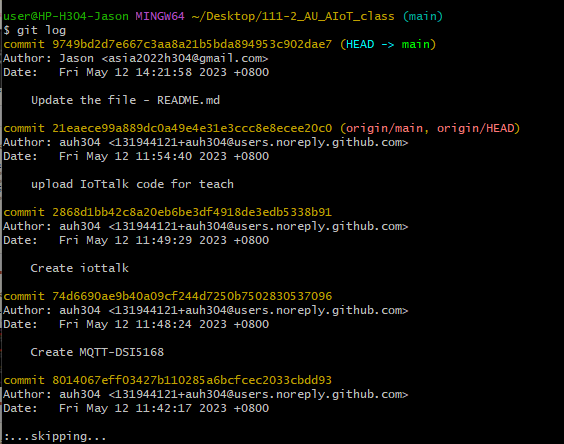 user@HP-H304-Jason MINGW64 ~/Desktop/111-2_AU_AIoT_class (main)
$ git log
commit 9749bd2d7e667c3aa8a21b5bda894953c902dae7 (HEAD -> main)
Author: Jason <asia2022h304@gmail.com>
Date:   Fri May 12 14:21:58 2023 +0800

    Update the file - README.md

commit 21eaece99a889dc0a49e4e31e3ccc8e8ecee20c0 (origin/main, origin/HEAD)
Author: auh304 <131944121+auh304@users.noreply.github.com>
Date:   Fri May 12 11:54:40 2023 +0800

    upload IoTtalk code for teach

commit 2868d1bb42c8a20eb6be3df4918de3edb5338b91
Author: auh304 <131944121+auh304@users.noreply.github.com>
Date:   Fri May 12 11:49:29 2023 +0800

    Create iottalk

commit 74d6690ae9b40a09cf244d7250b7502830537096
Author: auh304 <131944121+auh304@users.noreply.github.com>
Date:   Fri May 12 11:48:24 2023 +0800

    Create MQTT-DSI5168

commit 8014067eff03427b110285a6bcfcec2033cbdd93
Author: auh304 <131944121+auh304@users.noreply.github.com>
Date:   Fri May 12 11:42:17 2023 +0800

:...skipping...